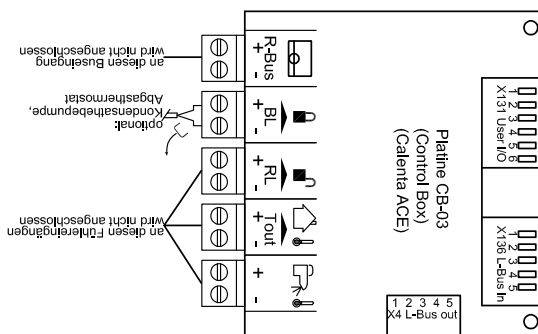 an diesen Buseingang
wird nicht angeschlossen
optional:
Kondensathebepumpe,
Abgasthermostat
an diesen Fühlereingängen
wird nicht angeschlossen
R-Bus
+ -
BL
+ -
RL
+ -
Tout
+ -
+ -
Platine CB-03
(Control Box)
(Calenta ACE)
X131 User I/O
1 2 3 4 5 6
X136 L-Bus In
1 2 3 4 5
1 2 3 4 5
X4 L-Bus out